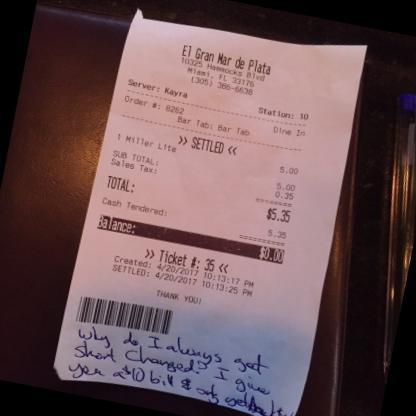 El Gran Mar de Plata
10325 Hammocks Blvd
Miami, FL 33176
(305) 386-6638
Server: Kayra Station: 10
Order #: 8262 Dine In
Bar Tab: Bar Tab
>> SETTLED <<
1 Miller Lite 5.00
SUB TOTAL: 5.00
Sales Tax: 0.35
TOTAL: $5.35
Cash Tendered: 5.35
Balance: $0.00
>> Ticket #: 35 <<
Created: 4/20/2017 10:13:17 PM
SETTLED: 4/20/2017 10:13:25 PM
THANK YOU!
Why do I always get
short changed? I give
you a $10 bill &